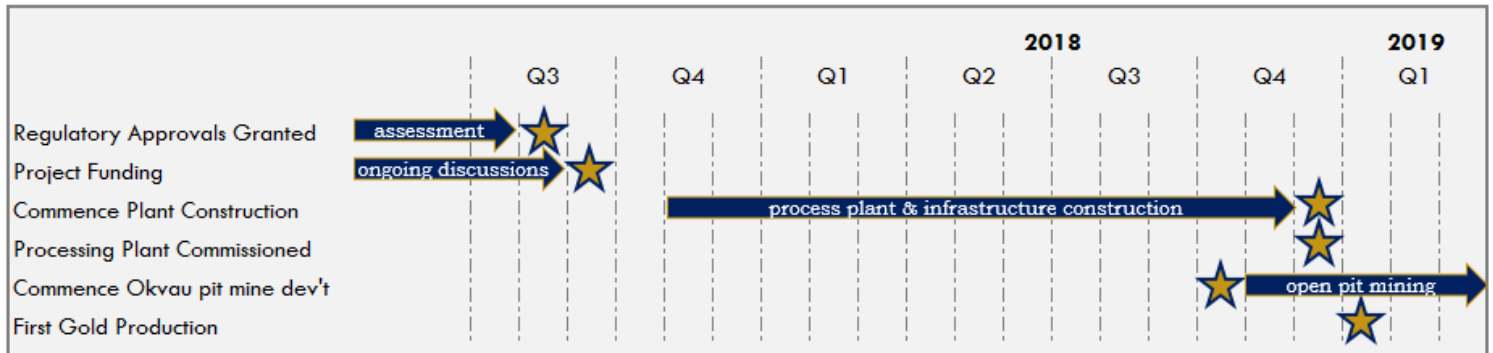 2018 2019
Q3 Q4 Q1 Q2 Q3 Q4 Q1
Regulatory Approvals Granted assessment
Project Funding ongoing discussions
Commence Plant Construction process plant & infrastructure construction
Processing Plant Commissioned
Commence Okvau pit mine dev't open pit mining
First Gold Production